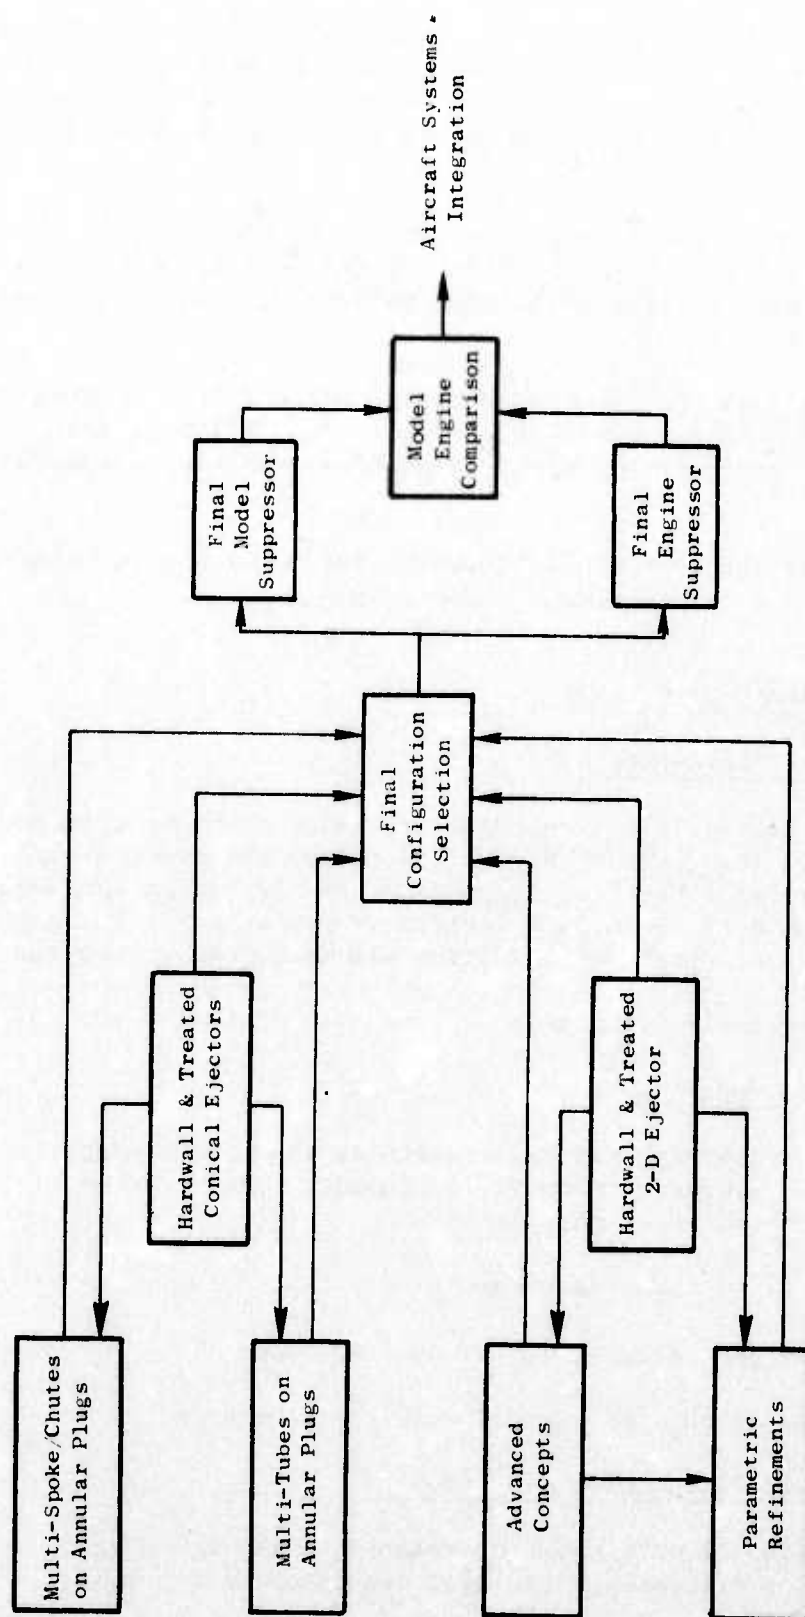 Multi-Spoke/Chutes
on Annular Plugs
Hardwall & Treated
Conical Ejectors
Multi-Tubes on
Annular Plugs
Advanced
Concepts
Hardwall & Treated
2-D Ejector
Parametric
Refinements
Final
Configuration
Selection
Final
Model
Suppressor
Final
Engine
Suppressor
Model
Engine
Comparison
Aircraft Systems
Integration